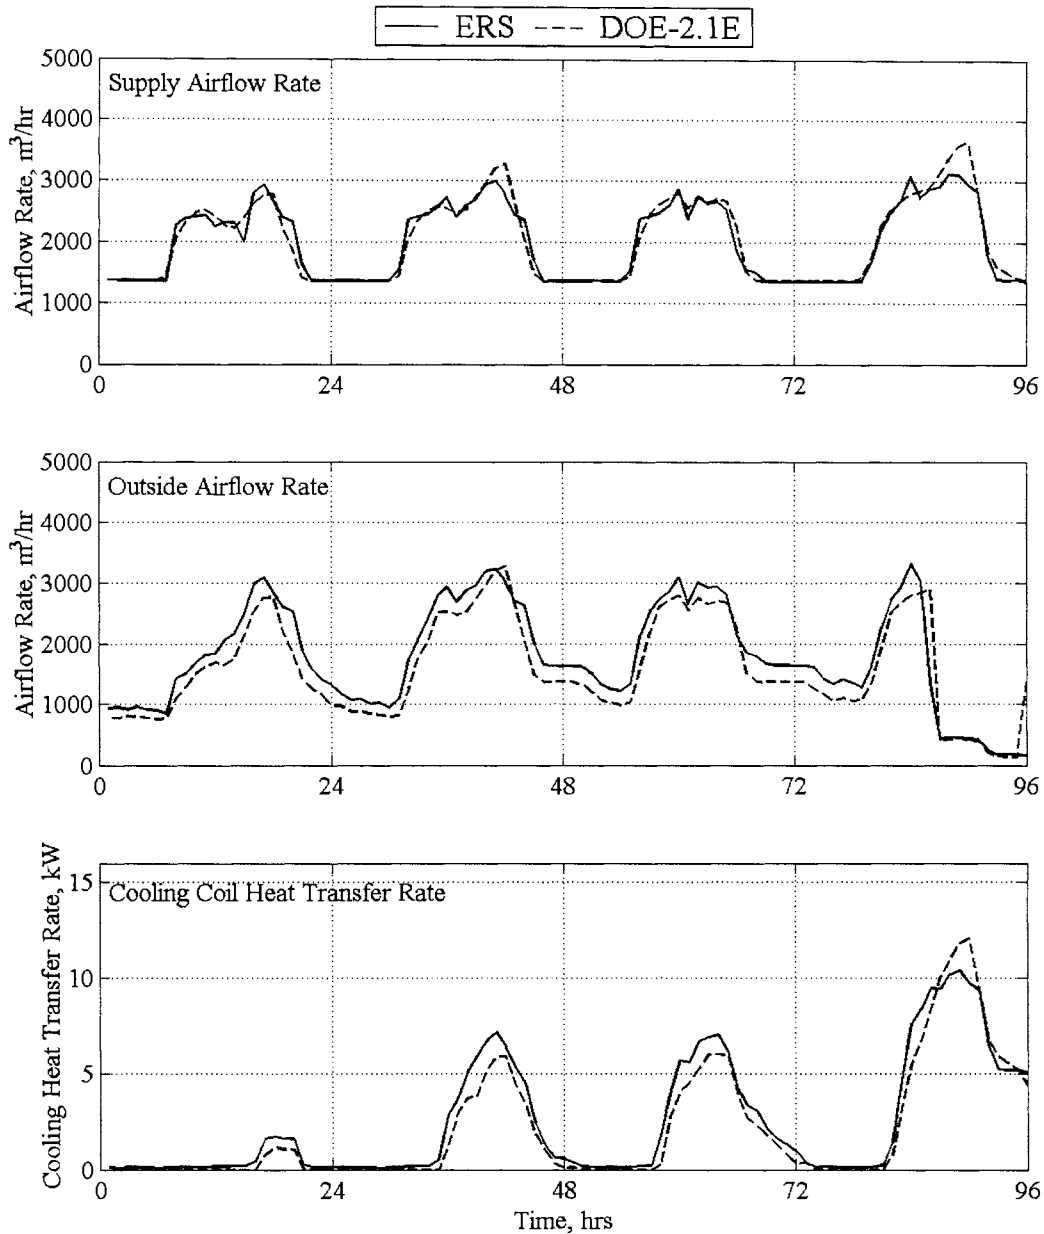 ERS DOE-2.1E
Supply Airflow Rate
Airflow Rate, m³/hr
5000
4000
3000
2000
1000
0
0 24 48 72 96
Outside Airflow Rate
Airflow Rate, m³/hr
5000
4000
3000
2000
1000
0
0 24 48 72 96
Cooling Coil Heat Transfer Rate
Cooling Heat Transfer Rate, kW
15
10
5
0
0 24 48 72 96
Time, hrs